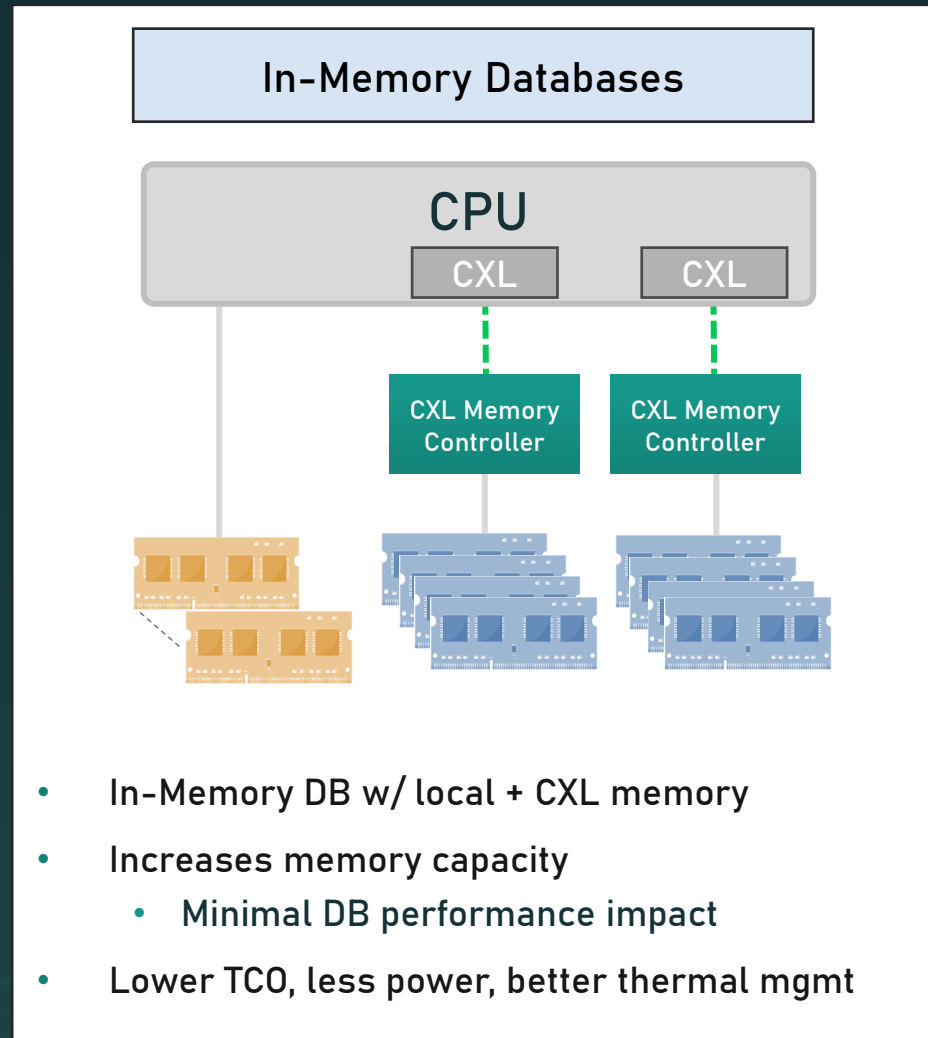 In-Memory Databases
CPU
CXL
CXL
CXL Memory
Controller
CXL Memory
Controller
• In-Memory DB w/ local + CXL memory
• Increases memory capacity
• Minimal DB performance impact
• Lower TCO, less power, better thermal mgmt